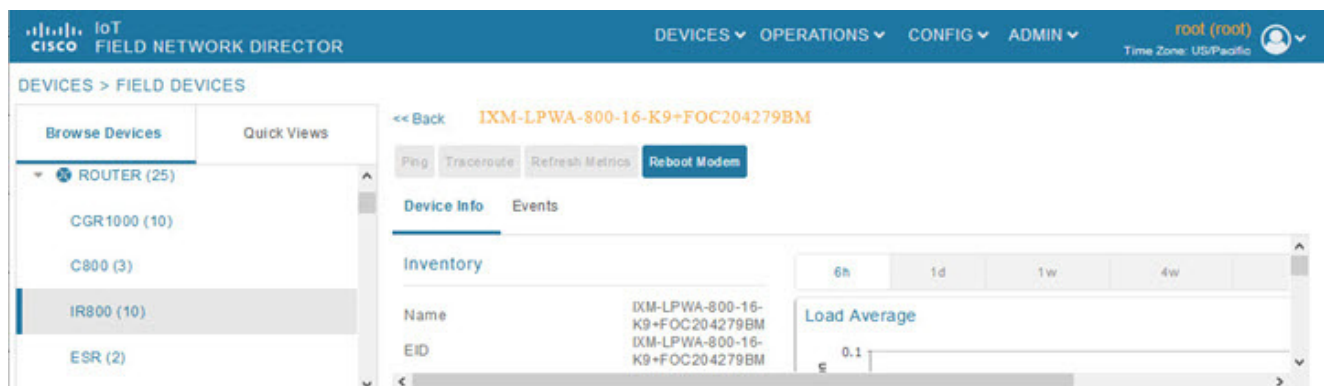 IoT
CISCO FIELD NETWORK DIRECTOR
DEVICES OPERATIONS CONFIG ADMIN
root (root)
Time Zone: US/Pacific
DEVICES > FIELD DEVICES
Browse Devices Quick Views
ROUTER (25)
CGR1000 (10)
C800 (3)
IR800 (10)
ESR (2)
<< Back IXM-LPWA-800-16-K9+FOC204279BM
Ping Traceroute Refresh Metrics Reboot Modem
Device Info Events
Inventory
Name IXM-LPWA-800-16-
K9+FOC204279BM
EID IXM-LPWA-800-16-
K9+FOC204279BM
6h 1d 1w 4w
Load Average
0.1